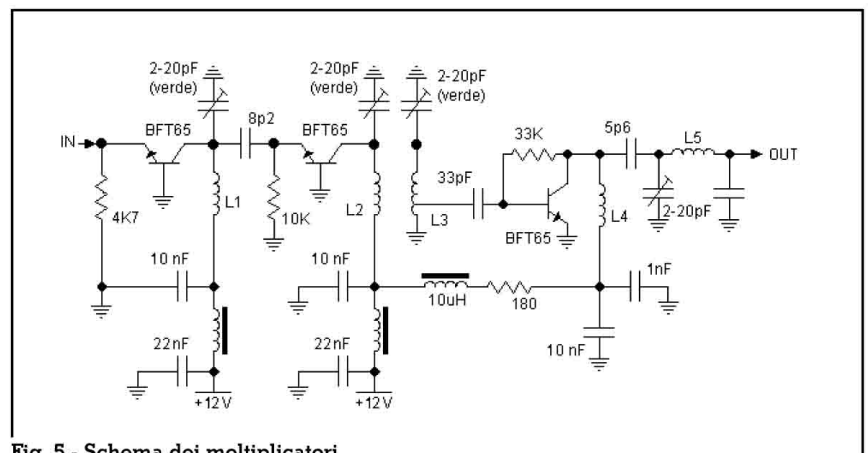 2-20pF
(verde)
2-20pF
(verde)
2-20pF
(verde)
8p2
BFT65
BFT65
33K
5p6
L5
IN
OUT
33pF
L1
L2
L3
L4
4K7
10K
BFT65
2-20pF
10 nF
10 nF
10uH
180
1nF
22nF
22nF
10 nF
+12V
+12V
Fig. 5 - Schema dei moltiplicatori